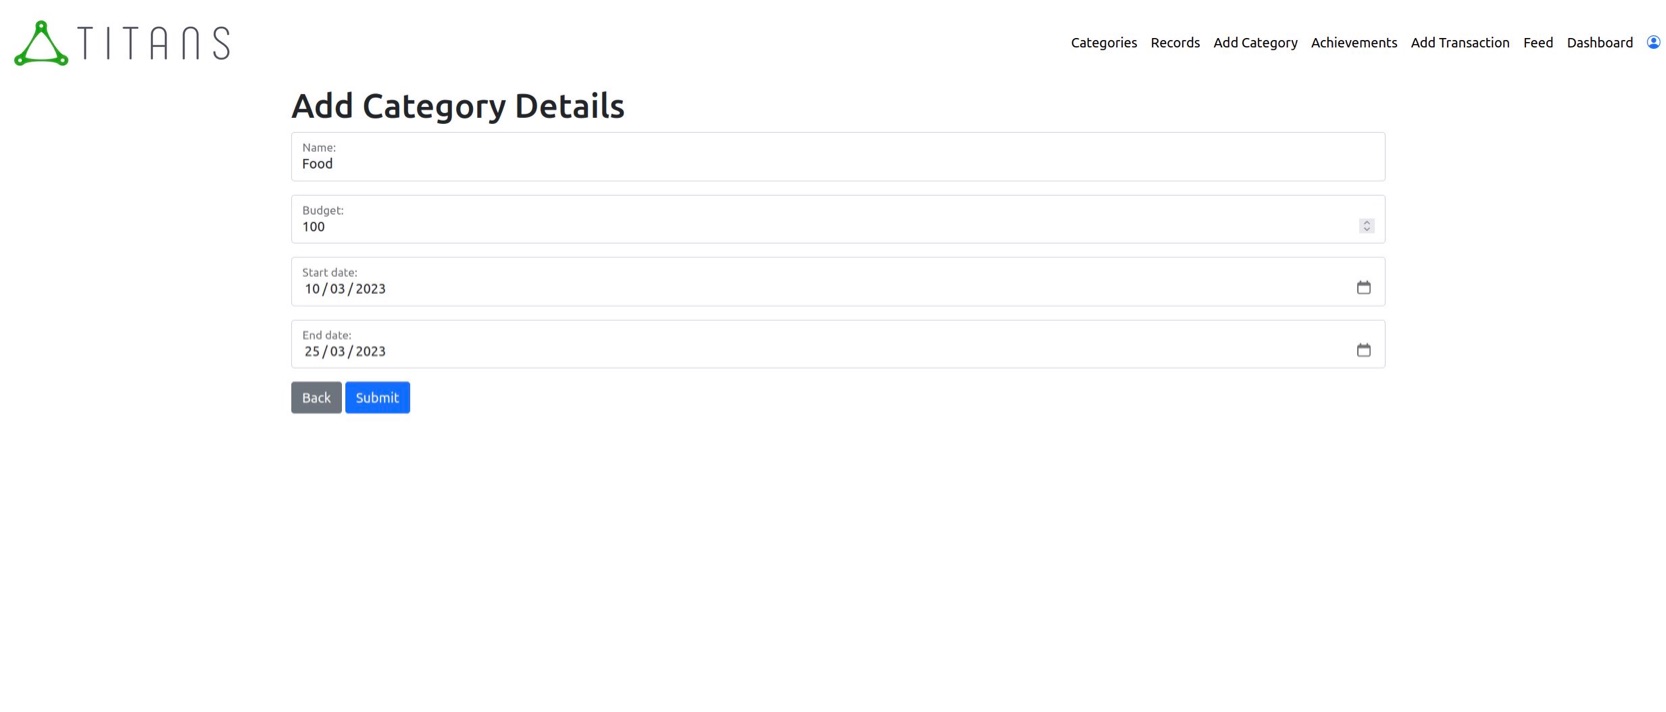 TITANS
Categories Records Add Category Achievements Add Transaction Feed Dashboard
Add Category Details
Name:
Food
Budget:
100
Start date:
10/03/2023
End date:
25/03/2023
Back Submit